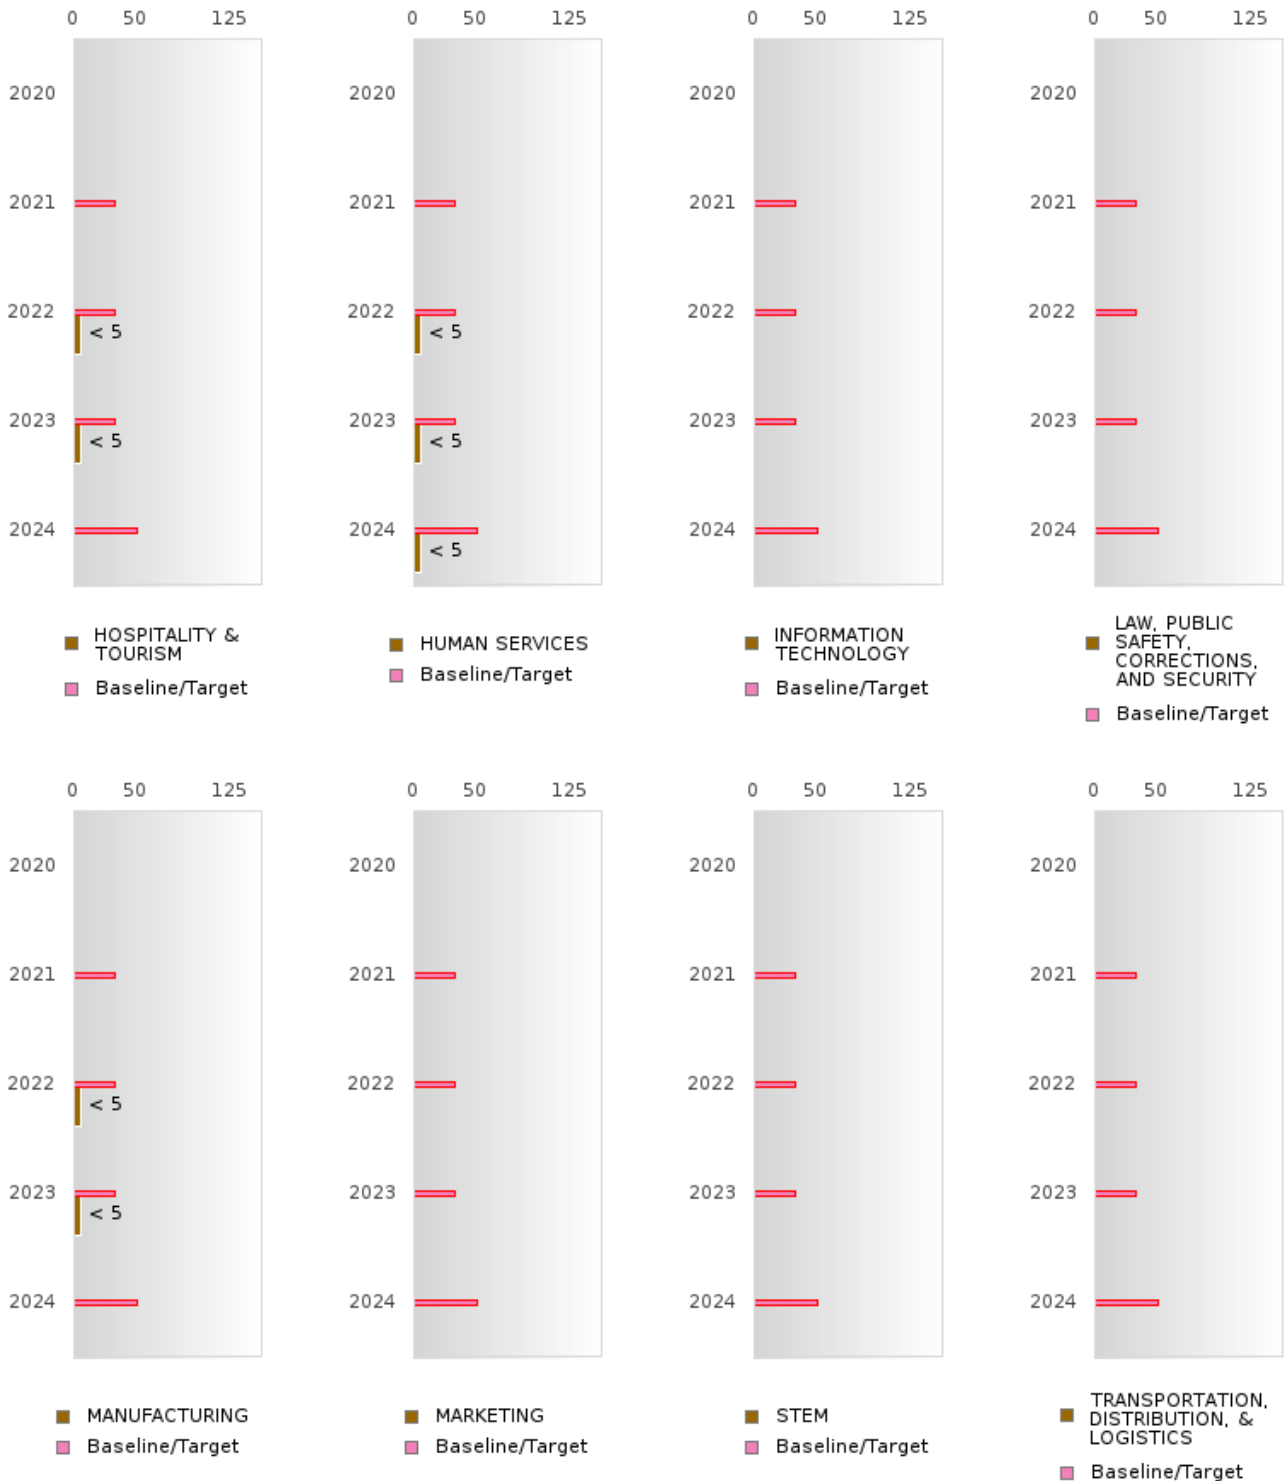 0 50 125 0 50 125 0 50 125 0 50 125
2020 2020 2020 2020
2021 2021 2021 2021
2022 2022 2022 2022
< 5 < 5
2023 2023 2023 2023
< 5 < 5
2024 2024 2024 2024
< 5
HOSPITALITY &
TOURISM
Baseline/Target
HUMAN SERVICES
Baseline/Target
INFORMATION
TECHNOLOGY
Baseline/Target
LAW, PUBLIC
SAFETY,
CORRECTIONS,
AND SECURITY
Baseline/Target
0 50 125 0 50 125 0 50 125 0 50 125
2020 2020 2020 2020
2021 2021 2021 2021
2022 2022 2022 2022
< 5
2023 2023 2023 2023
< 5
2024 2024 2024 2024
MANUFACTURING
Baseline/Target
MARKETING
Baseline/Target
STEM
Baseline/Target
TRANSPORTATION,
DISTRIBUTION, &
LOGISTICS
Baseline/Target